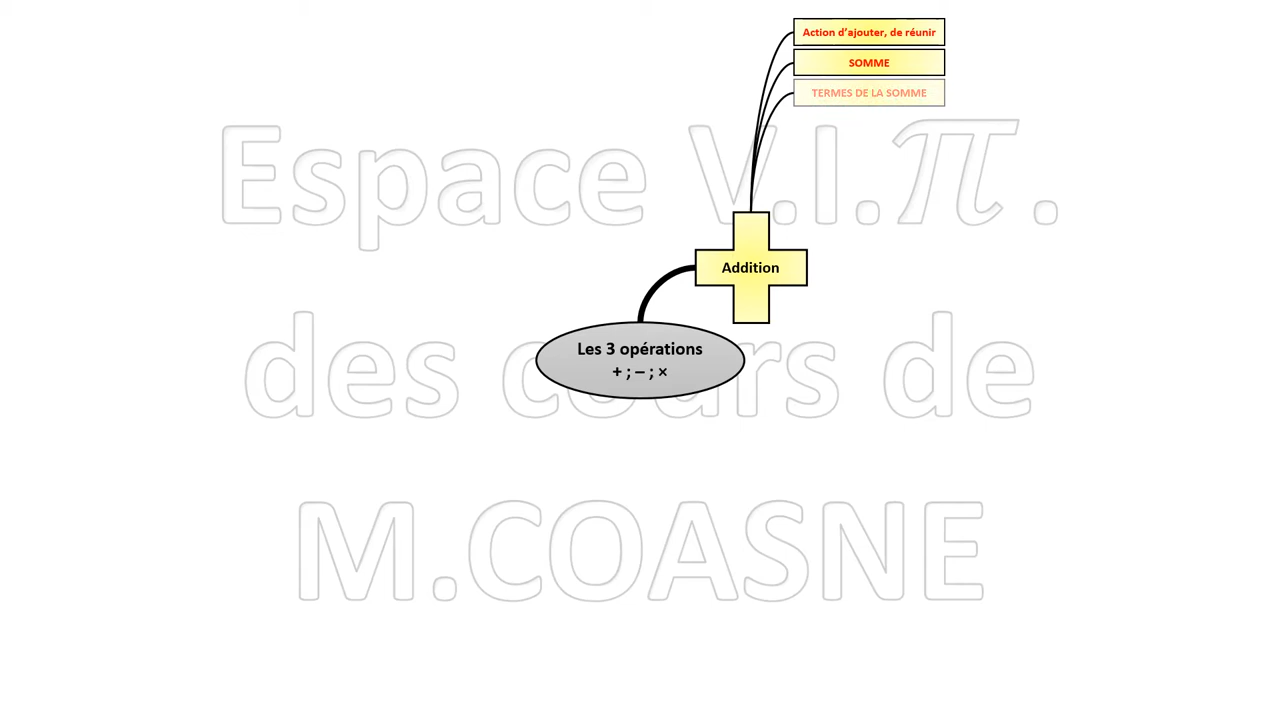 Action d'ajouter, de réunir
SOMME
TERMES DE LA SOMME
Espace V.I.π.
Addition
Les 3 opérations
+ ; – ; ×
des cours de
M.COASNE